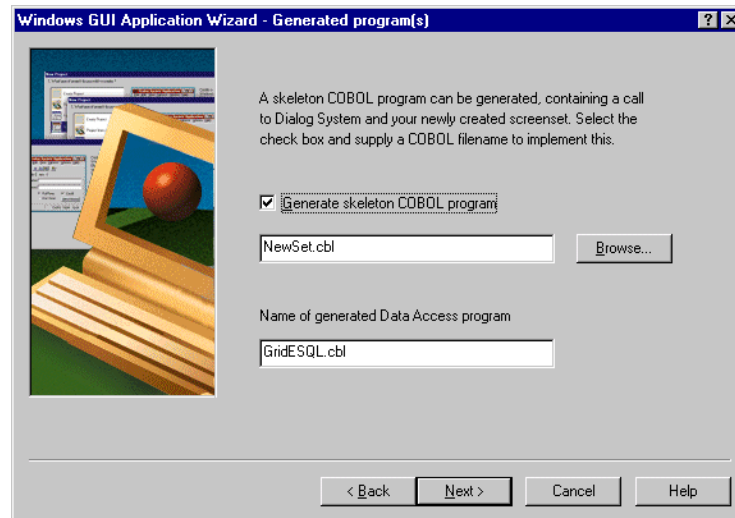 Windows GUI Application Wizard - Generated program(s)
A skeleton COBOL program can be generated, containing a call
to Dialog System and your newly created screenset. Select the
check box and supply a COBOL filename to implement this.
Generate skeleton COBOL program
NewSet.cbl
Browse...
Name of generated Data Access program
GridESQL.cbl
< Back
Next >
Cancel
Help